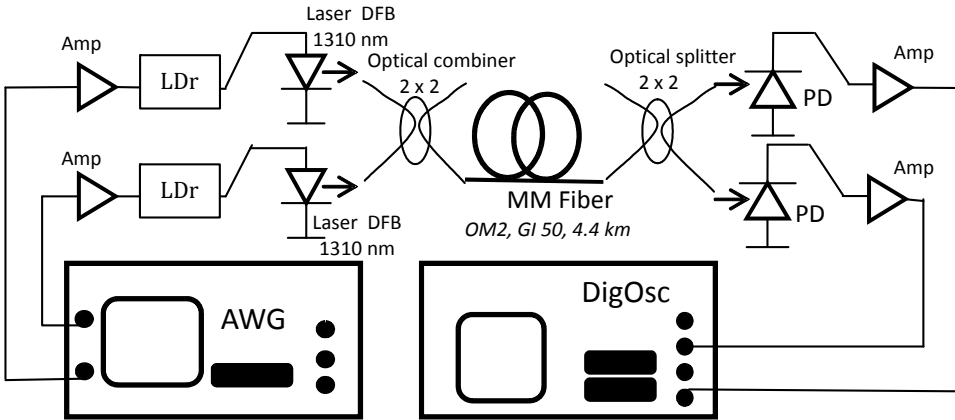 Laser DFB
1310 nm
Amp
LDr
Optical combiner
2 x 2
Optical splitter
2 x 2
PD
Amp
Amp
LDr
Laser DFB
1310 nm
MM Fiber
OM2, GI 50, 4.4 km
PD
Amp
AWG
DigOsc